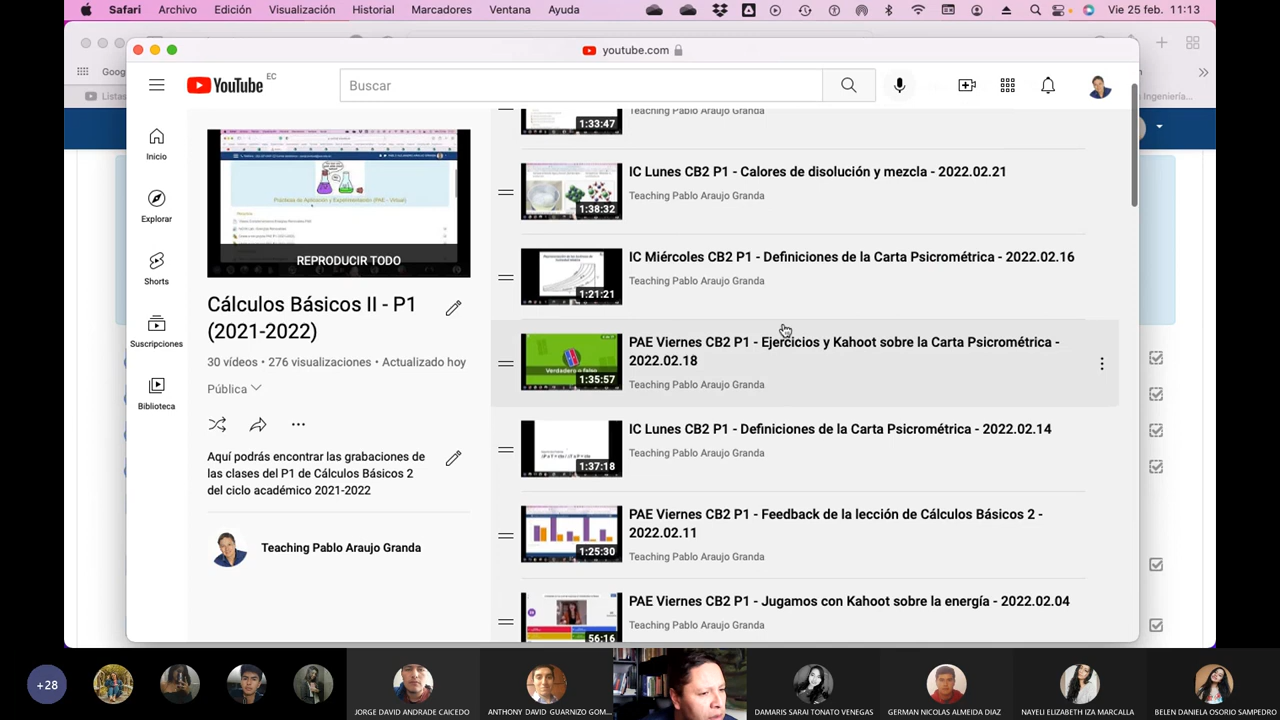 Safari Archivo Edición Visualización Historial Marcadores Ventana Ayuda Vie 25 feb. 11:13
youtube.com
Goog
Listas
Ingeniería...
YouTube EC
Buscar
Inicio
Explorar
Shorts
Suscripciones
Biblioteca
Prácticas de Aplicación y Experimentación (PAE - Virtual)
REPRODUCIR TODO
Cálculos Básicos II - P1
(2021-2022)
30 vídeos • 276 visualizaciones • Actualizado hoy
Pública
Aquí podrás encontrar las grabaciones de
las clases del P1 de Cálculos Básicos 2
del ciclo académico 2021-2022
Teaching Pablo Araujo Granda
1:33:47
Teaching Pablo Araujo Granda
1:38:32
IC Lunes CB2 P1 - Calores de disolución y mezcla - 2022.02.21
Teaching Pablo Araujo Granda
1:21:21
IC Miércoles CB2 P1 - Definiciones de la Carta Psicrométrica - 2022.02.16
Teaching Pablo Araujo Granda
Verdadero o falso
1:35:57
PAE Viernes CB2 P1 - Ejercicios y Kahoot sobre la Carta Psicrométrica -
2022.02.18
Teaching Pablo Araujo Granda
1:37:18
IC Lunes CB2 P1 - Definiciones de la Carta Psicrométrica - 2022.02.14
Teaching Pablo Araujo Granda
1:25:30
PAE Viernes CB2 P1 - Feedback de la lección de Cálculos Básicos 2 -
2022.02.11
Teaching Pablo Araujo Granda
56:16
PAE Viernes CB2 P1 - Jugamos con Kahoot sobre la energía - 2022.02.04
Teaching Pablo Araujo Granda
+28
JORGE DAVID ANDRADE CAICEDO
ANTHONY DAVID GUARNIZO GOM...
DAMARIS SARAI TONATO VENEGAS
GERMAN NICOLAS ALMEIDA DIAZ
NAYELI ELIZABETH IZA MARCALLA
BELEN DANIELA OSORIO SAMPEDRO